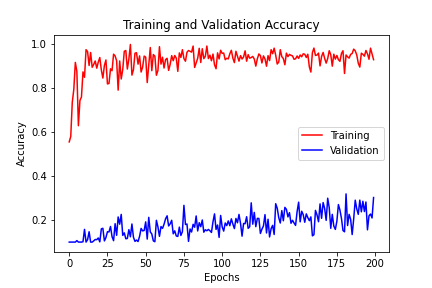 Training and Validation Accuracy
1.0
0.8
0.6
0.4
0.2
Accuracy
Training
Validation
0 25 50 75 100 125 150 175 200
Epochs